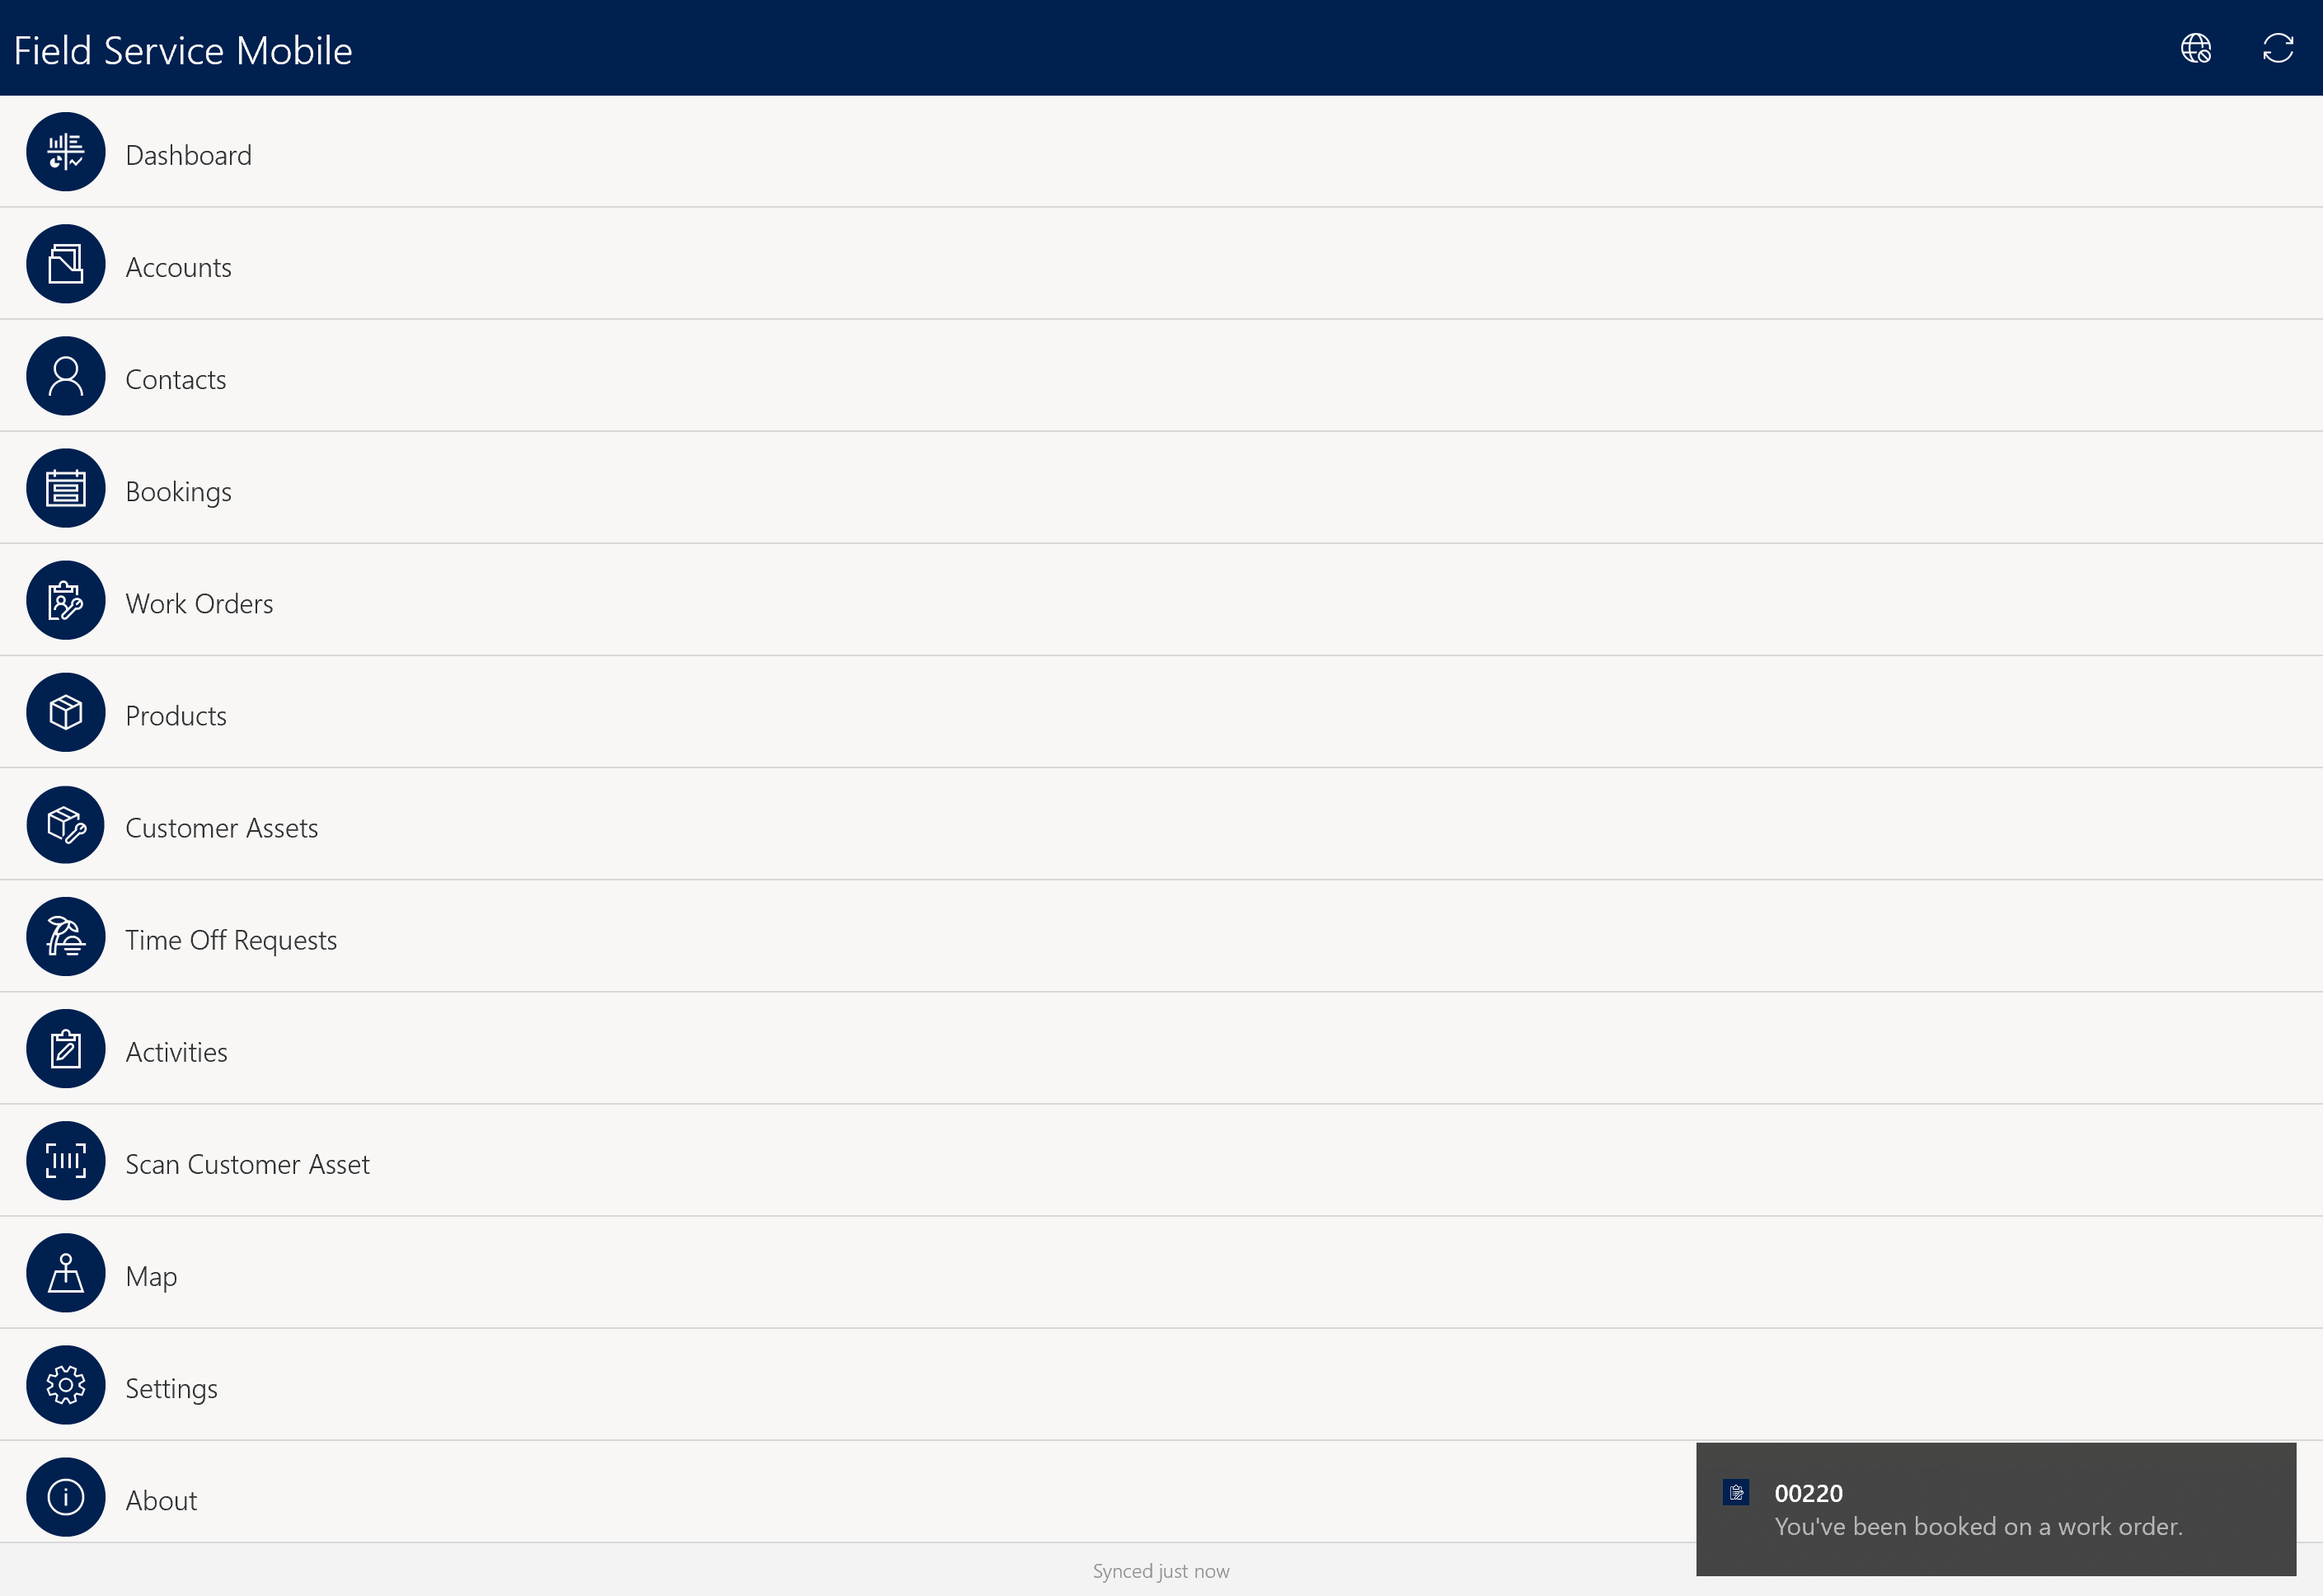 Field Service Mobile
Dashboard
Accounts
Contacts
Bookings
Work Orders
Products
Customer Assets
Time Off Requests
Activities
Scan Customer Asset
Map
Settings
About
00220
You've been booked on a work order.
Synced just now